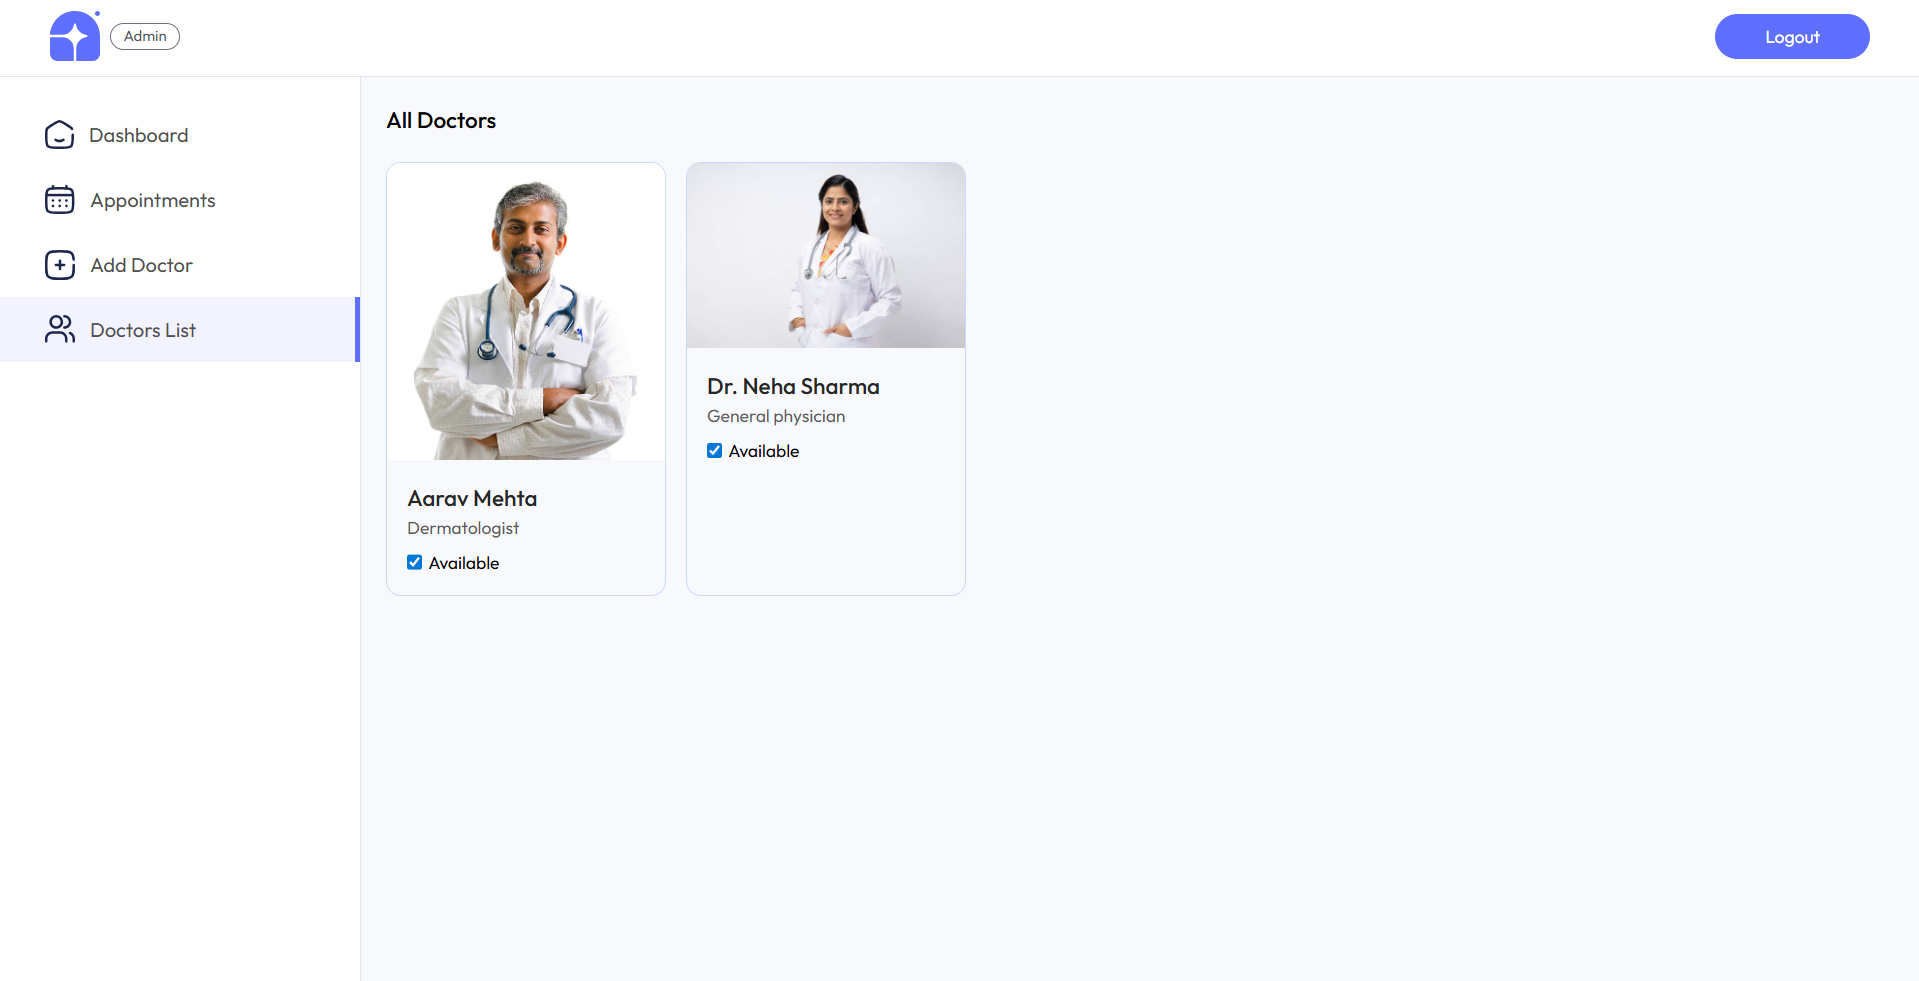 Admin
Logout
Dashboard
Appointments
Add Doctor
Doctors List
All Doctors
Aarav Mehta
Dermatologist
Available
Dr. Neha Sharma
General physician
Available